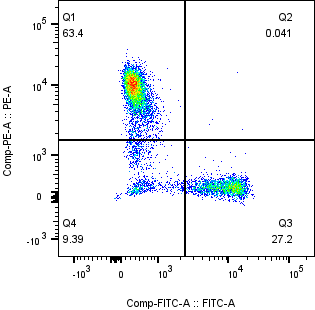 Q1
63.4
Q2
0.041
10^5
10^4
10^3
0
-10^3
Comp-PE-A :: PE-A
Q4
9.39
Q3
27.2
-10^3
0
10^3
10^4
10^5
Comp-FITC-A :: FITC-A